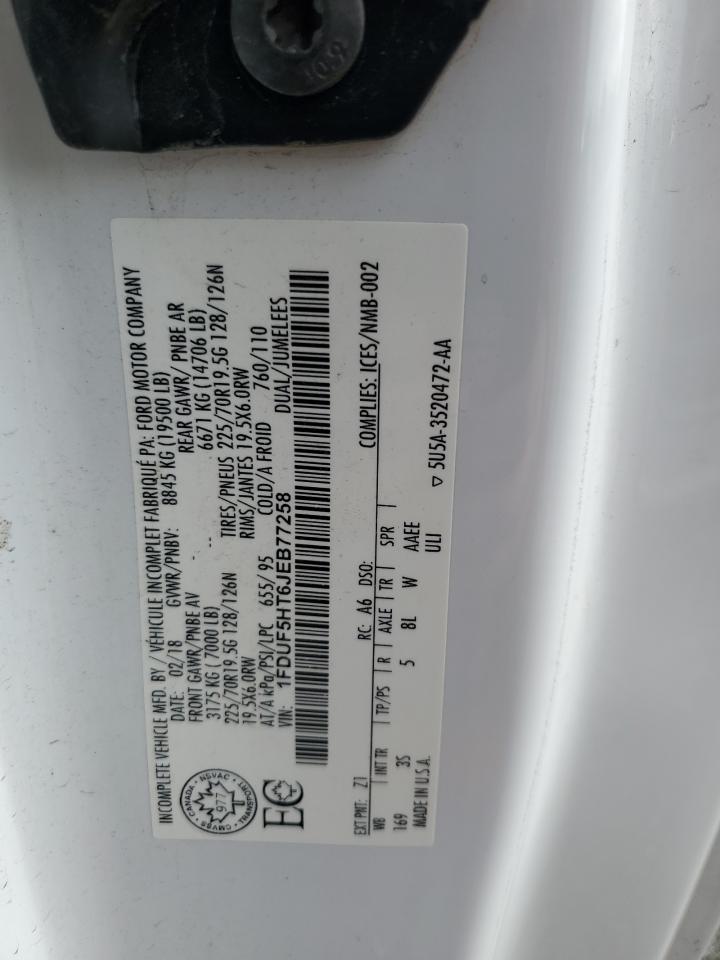 INCOMPLETE VEHICLE MFD. BY / VÉHICULE INCOMPLET FABRIQUÉ PA: FORD MOTOR COMPANY
DATE: 02/18 GVWR/PNBV: 8845 KG (19500 LB)
FRONT GAWR/PNBE AV REAR GAWR/ PNBE AR
3175 KG ( 7000 LB) 6671 KG (14706 LB)
225/70R19.5G 128/126N TIRES/PNEUS 225/70R19.5G 128/126N
19.5X6.0RW RIMS/JANTES 19.5X6.0RW
AT/A kPa/PSI/LPC 655/95 COLD/A FROID 760/110
VIN: 1FDUF5HT6JEB77258 DUAL/JUMELEES
CANADA
NSVAC
TRANSPORT
CMVSS
977
EC
EXT PNT: Z1 RC: A6 DSO: COMPLIES: ICES/NMB-002
WB INT TR TP/PS R AXLE TR SPR
169 3S 5 8L W AAEE
MADE IN U.S.A. ULI ▽ 5U5A-3520472-AA